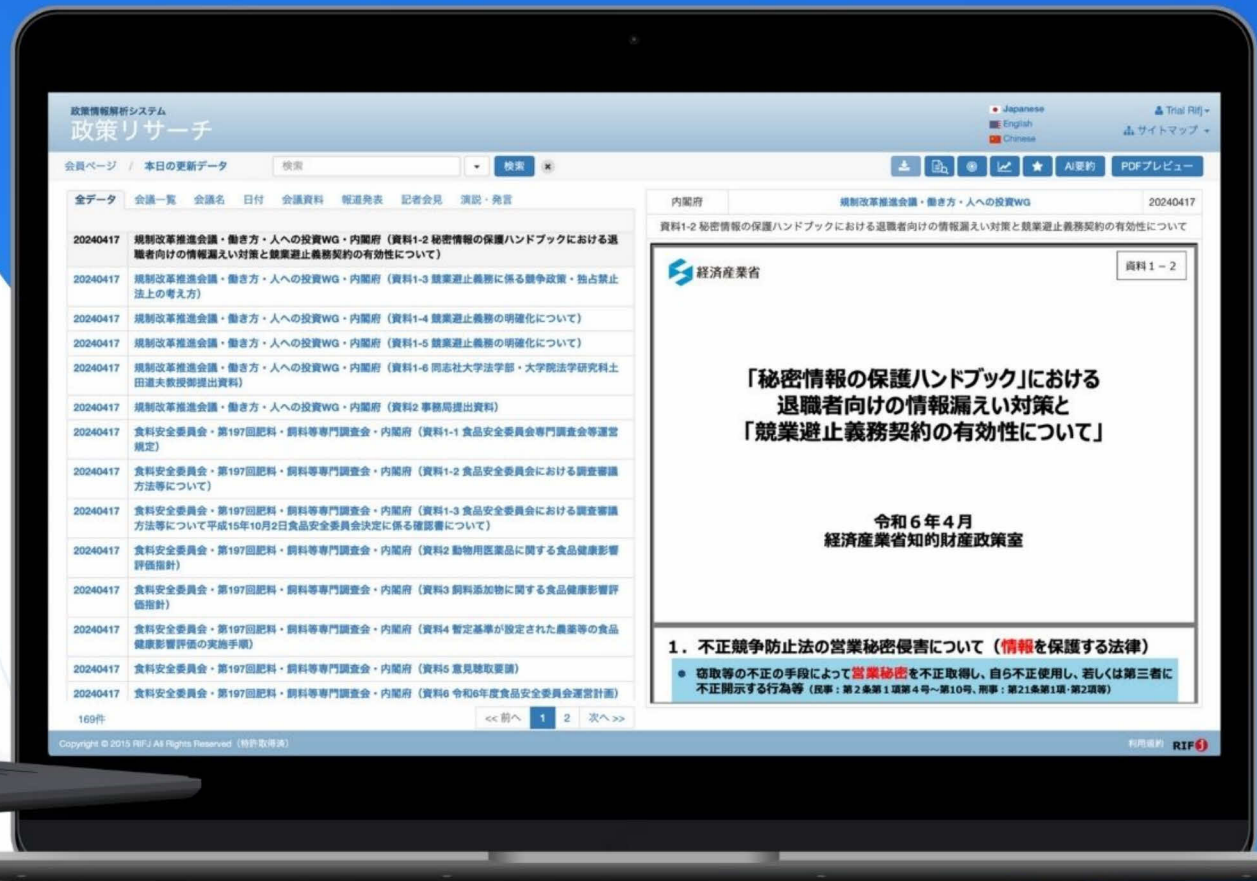 政策情報解析システム
政策リサーチ
Japanese
English
Chinese
Trial Rifj
サイトマップ
会員ページ / 本日の更新データ
検索
検索
AI要約
PDFプレビュー
全データ 会議一覧 会議名 日付 会議資料 報道発表 記者会見 演説・発言
20240417 規制改革推進会議・働き方・人への投資WG・内閣府（資料1-2 秘密情報の保護ハンドブックにおける退
職者向けの情報漏えい対策と競業避止義務契約の有効性について）
20240417 規制改革推進会議・働き方・人への投資WG・内閣府（資料1-3 競業避止義務に係る競争政策・独占禁止
法上の考え方）
20240417 規制改革推進会議・働き方・人への投資WG・内閣府（資料1-4 競業避止義務の明確化について）
20240417 規制改革推進会議・働き方・人への投資WG・内閣府（資料1-5 競業避止義務の明確化について）
20240417 規制改革推進会議・働き方・人への投資WG・内閣府（資料1-6 同志社大学法学部・大学院法学研究科土
田道夫教授御提出資料）
20240417 規制改革推進会議・働き方・人への投資WG・内閣府（資料2 事務局提出資料）
20240417 食料安全委員会・第197回肥料・飼料等専門調査会・内閣府（資料1-1 食品安全委員会専門調査会等運営
規定）
20240417 食料安全委員会・第197回肥料・飼料等専門調査会・内閣府（資料1-2 食品安全委員会における調査審議
方法等について）
20240417 食料安全委員会・第197回肥料・飼料等専門調査会・内閣府（資料1-3 食品安全委員会における調査審議
方法等について平成15年10月2日食品安全委員会決定に係る確認書について）
20240417 食料安全委員会・第197回肥料・飼料等専門調査会・内閣府（資料2 動物用医薬品に関する食品健康影響
評価指針）
20240417 食料安全委員会・第197回肥料・飼料等専門調査会・内閣府（資料3 飼料添加物に関する食品健康影響評
価指針）
20240417 食料安全委員会・第197回肥料・飼料等専門調査会・内閣府（資料4 暫定基準が設定された農薬等の食品
健康影響評価の実施手順）
20240417 食料安全委員会・第197回肥料・飼料等専門調査会・内閣府（資料5 意見聴取要請）
20240417 食料安全委員会・第197回肥料・飼料等専門調査会・内閣府（資料6 令和6年度食品安全委員会運営計画）
169件
<< 前へ 1 2 次へ >>
内閣府 規制改革推進会議・働き方・人への投資WG 20240417
資料1-2 秘密情報の保護ハンドブックにおける退職者向けの情報漏えい対策と競業避止義務契約の有効性について
経済産業省
資料１－２
「秘密情報の保護ハンドブック」における
退職者向けの情報漏えい対策と
「競業避止義務契約の有効性について」
令和６年４月
経済産業省知的財産政策室
１．不正競争防止法の営業秘密侵害について（情報を保護する法律）
● 窃取等の不正の手段によって営業秘密を不正取得し、自ら不正使用し、若しくは第三者に
不正開示する行為等（民事：第２条第１項第４号～第10号、刑事：第21条第1項・第2項等）
Copyright © 2015 RIFJ All Rights Reserved（特許取得済）
利用規約 RIFJ